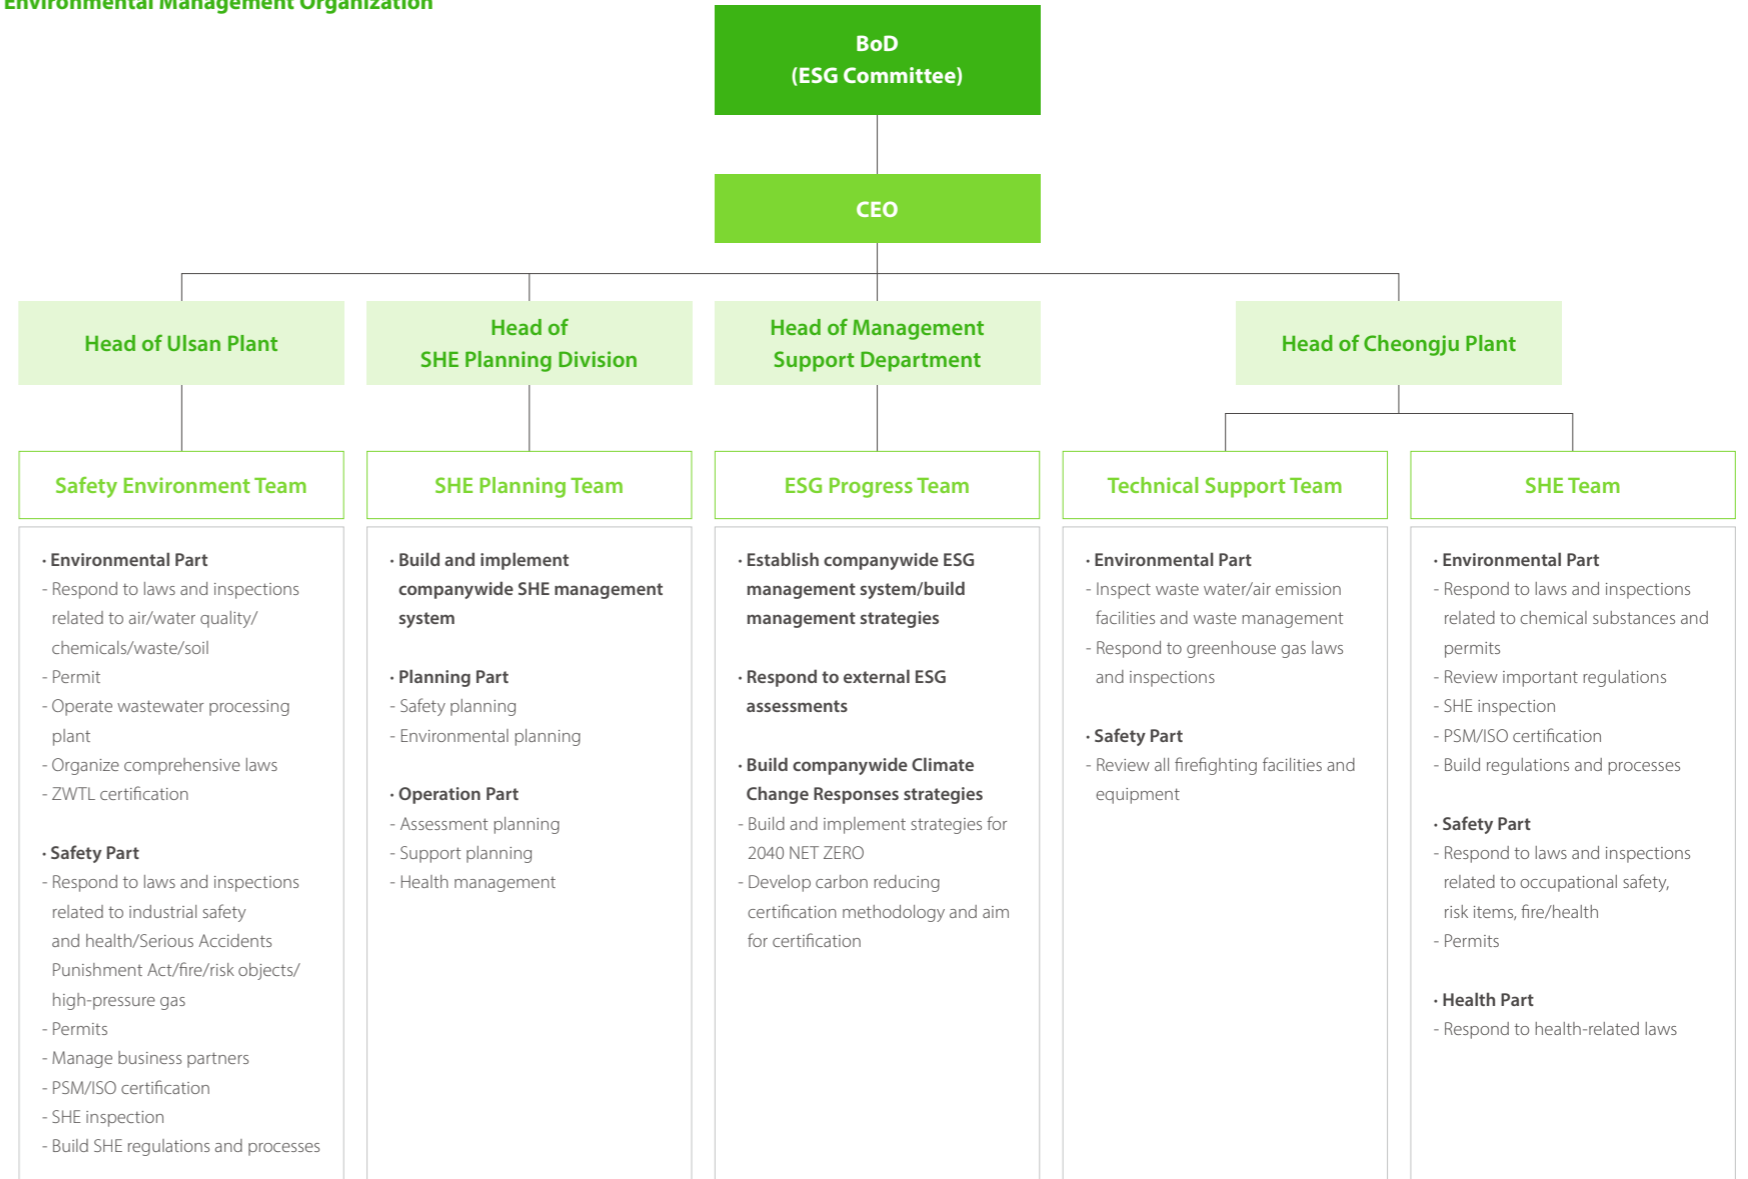 Environmental Management Organization
BoD
(ESG Committee)
CEO
Head of Ulsan Plant
Head of
SHE Planning Division
Head of Management
Support Department
Head of Cheongju Plant
Safety Environment Team
· Environmental Part
- Respond to laws and inspections
related to air/water quality/
chemicals/waste/soil
- Permit
- Operate wastewater processing
plant
- Organize comprehensive laws
- ZWTL certification
· Safety Part
- Respond to laws and inspections
related to industrial safety
and health/Serious Accidents
Punishment Act/fire/risk objects/
high-pressure gas
- Permits
- Manage business partners
- PSM/ISO certification
- SHE inspection
- Build SHE regulations and processes
SHE Planning Team
· Build and implement
companywide SHE management
system
· Planning Part
- Safety planning
- Environmental planning
· Operation Part
- Assessment planning
- Support planning
- Health management
ESG Progress Team
· Establish companywide ESG
management system/build
management strategies
· Respond to external ESG
assessments
· Build companywide Climate
Change Responses strategies
- Build and implement strategies for
2040 NET ZERO
- Develop carbon reducing
certification methodology and aim
for certification
Technical Support Team
· Environmental Part
- Inspect waste water/air emission
facilities and waste management
- Respond to greenhouse gas laws
and inspections
· Safety Part
- Review all firefighting facilities and
equipment
SHE Team
· Environmental Part
- Respond to laws and inspections
related to chemical substances and
permits
- Review important regulations
- SHE inspection
- PSM/ISO certification
- Build regulations and processes
· Safety Part
- Respond to laws and inspections
related to occupational safety,
risk items, fire/health
- Permits
· Health Part
- Respond to health-related laws